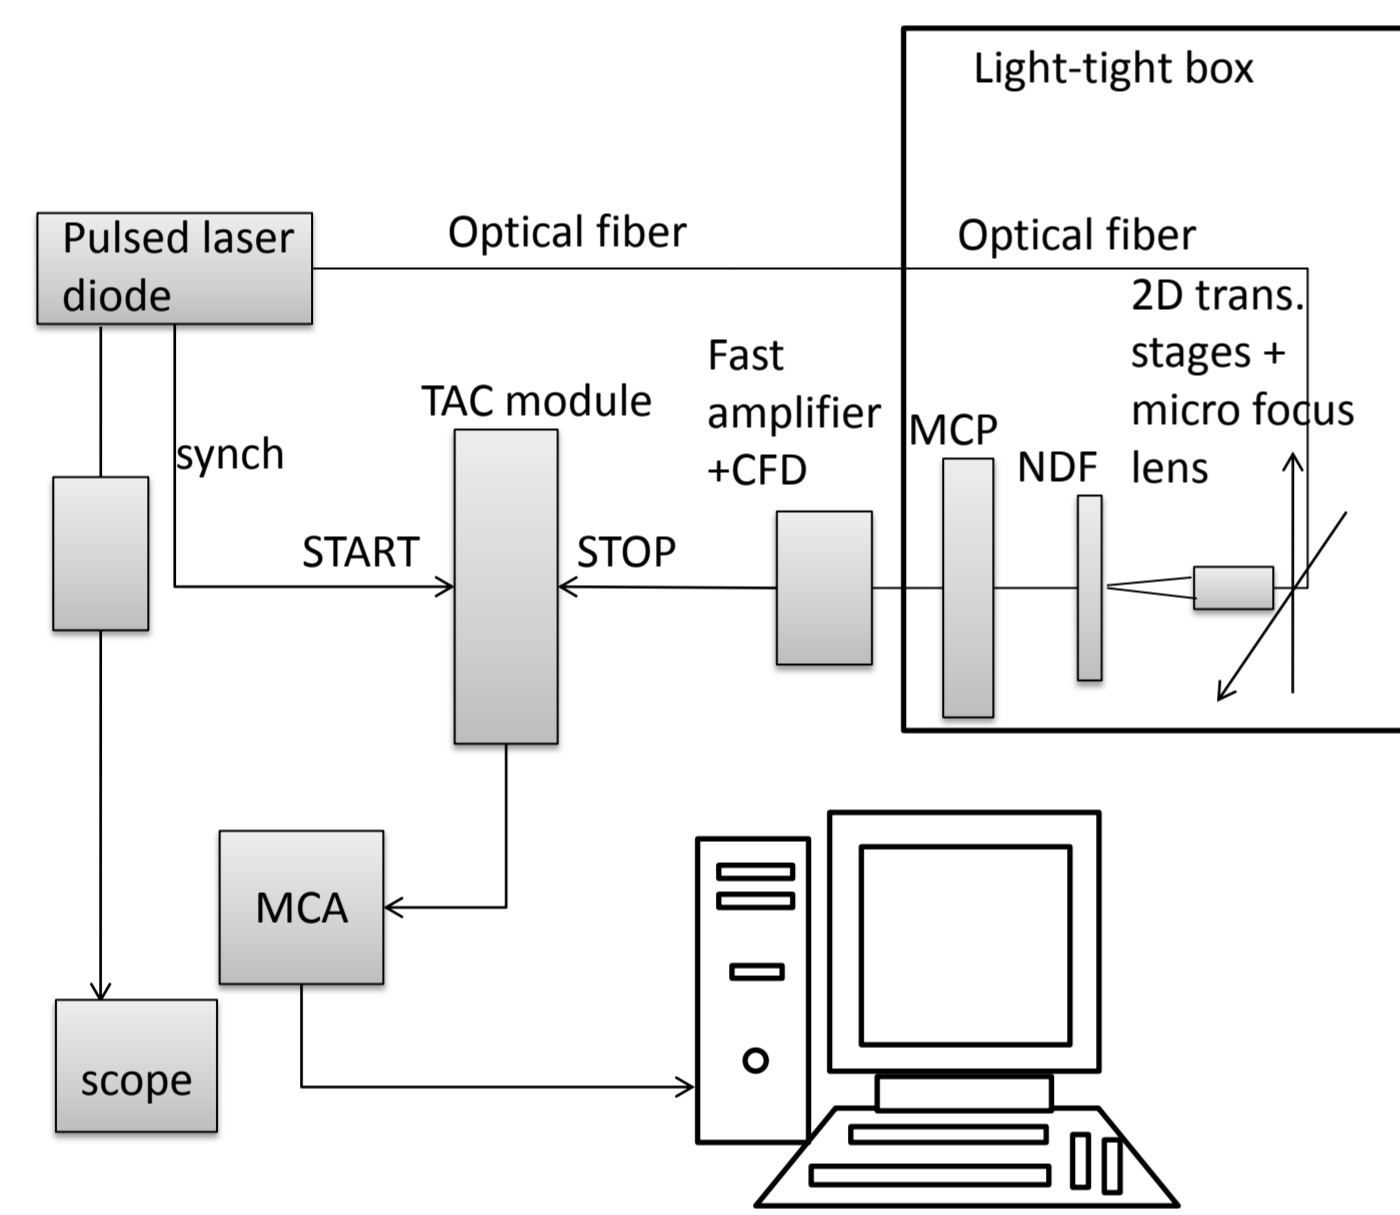 Light-tight box
Pulsed laser
diode
Optical fiber
Optical fiber
2D trans.
stages +
micro focus
lens
Fast
amplifier
+CFD
TAC module
MCP
NDF
synch
START
STOP
MCA
scope